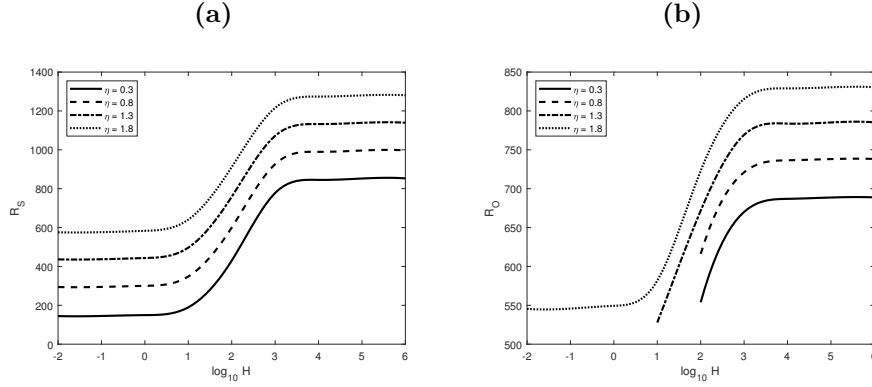 (a)
1400
1200
1000
800
600
400
200
0
R_S
η = 0.3
η = 0.8
η = 1.3
η = 1.8
-2 -1 0 1 2 3 4 5 6
log10 H
(b)
850
800
750
700
650
600
550
500
R_O
η = 0.3
η = 0.8
η = 1.3
η = 1.8
-2 -1 0 1 2 3 4 5 6
log10 H